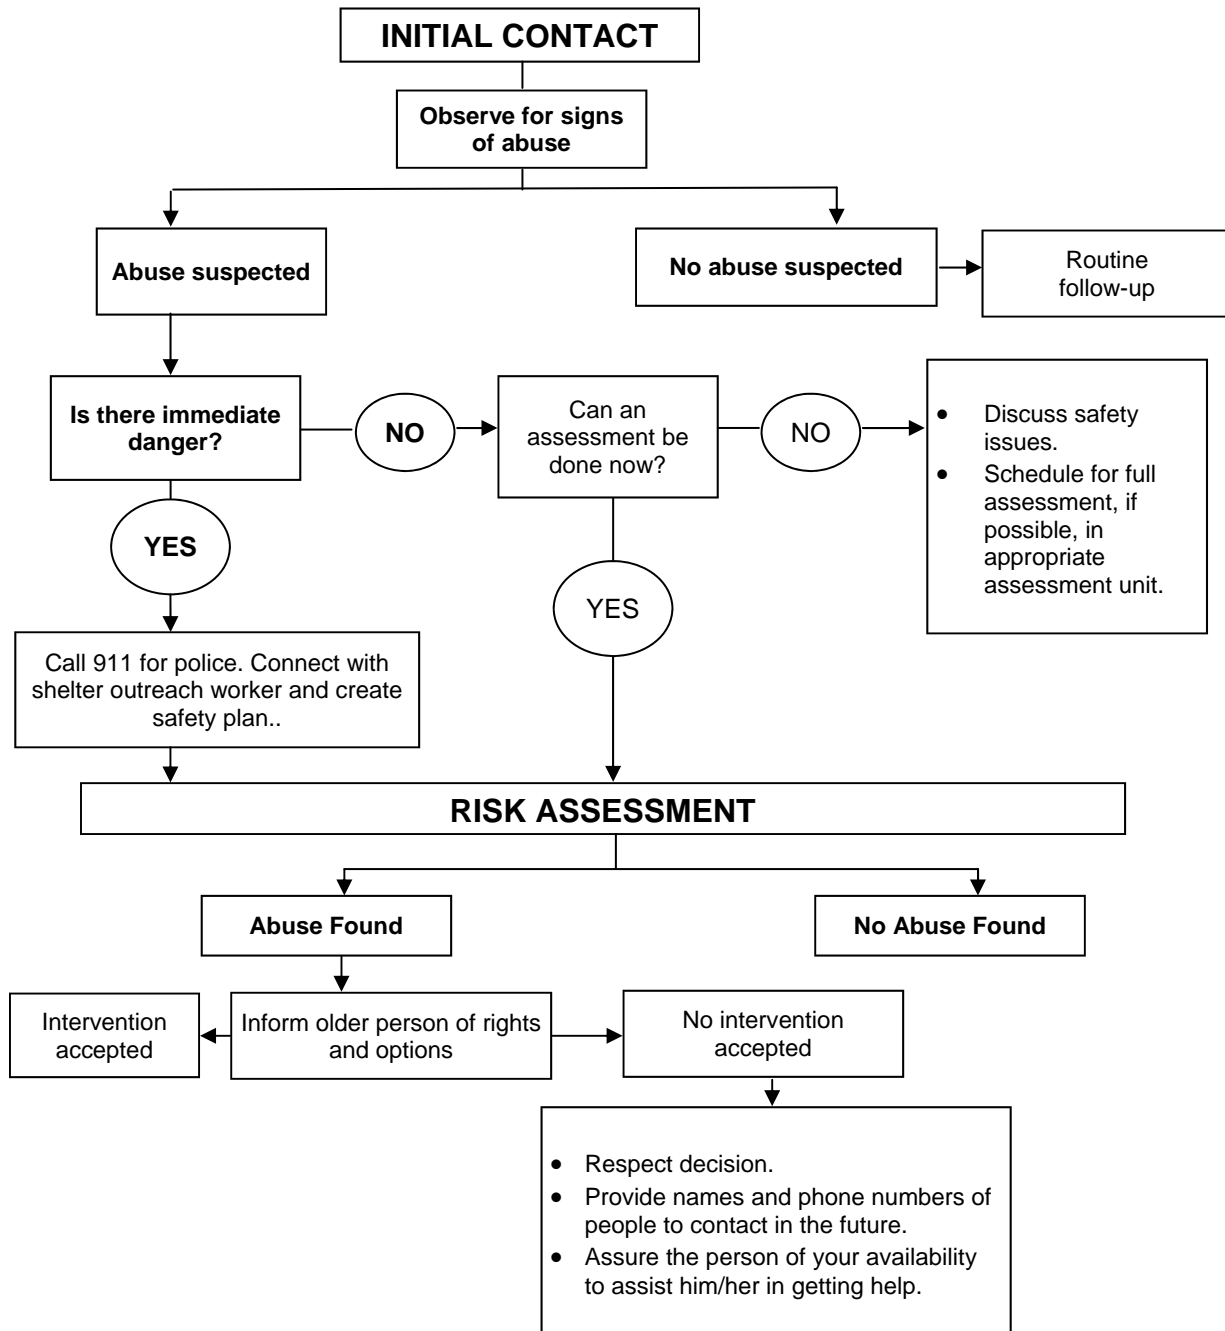 INITIAL CONTACT
Observe for signs
of abuse
Abuse suspected
No abuse suspected
Routine
follow-up
Is there immediate
danger?
NO
Can an
assessment be
done now?
NO
• Discuss safety
issues.
• Schedule for full
assessment, if
possible, in
appropriate
assessment unit.
YES
YES
Call 911 for police. Connect with
shelter outreach worker and create
safety plan..
RISK ASSESSMENT
Abuse Found
No Abuse Found
Intervention
accepted
Inform older person of rights
and options
No intervention
accepted
• Respect decision.
• Provide names and phone numbers of
people to contact in the future.
• Assure the person of your availability
to assist him/her in getting help.